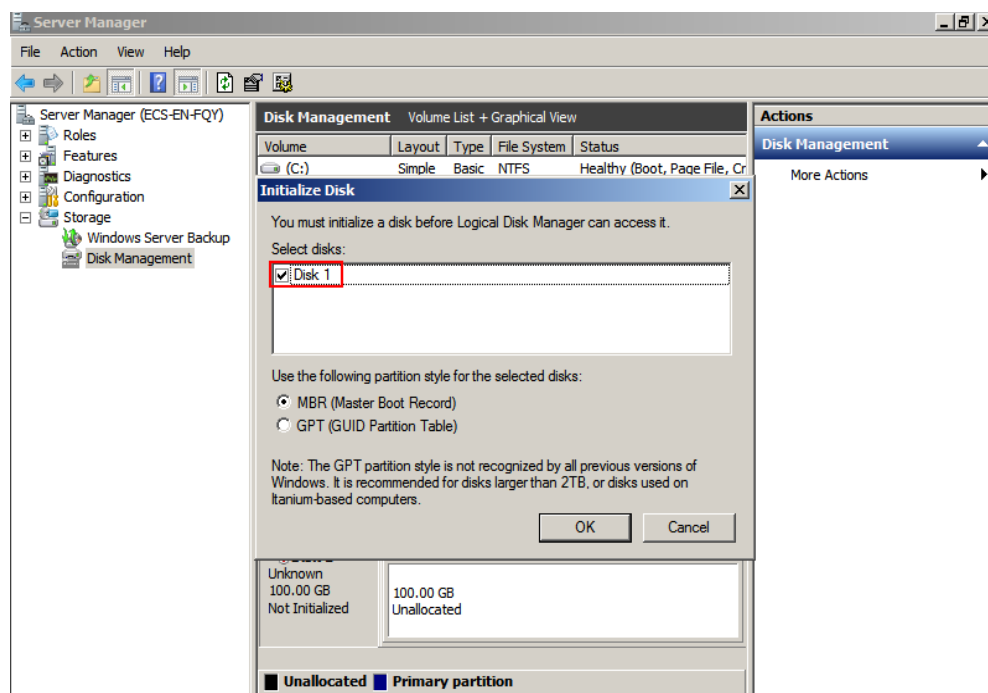 Server Manager
File Action View Help
Server Manager (ECS-EN-FQY)
Roles
Features
Diagnostics
Configuration
Storage
Windows Server Backup
Disk Management
Disk Management Volume List + Graphical View
Volume Layout Type File System Status
(C:) Simple Basic NTFS Healthy (Boot, Page File, Cr
Initialize Disk
You must initialize a disk before Logical Disk Manager can access it.
Select disks:
Disk 1
Use the following partition style for the selected disks:
MBR (Master Boot Record)
GPT (GUID Partition Table)
Note: The GPT partition style is not recognized by all previous versions of
Windows. It is recommended for disks larger than 2TB, or disks used on
Itanium-based computers.
OK Cancel
Unknown
100.00 GB
Not Initialized
100.00 GB
Unallocated
Unallocated Primary partition
Actions
Disk Management
More Actions